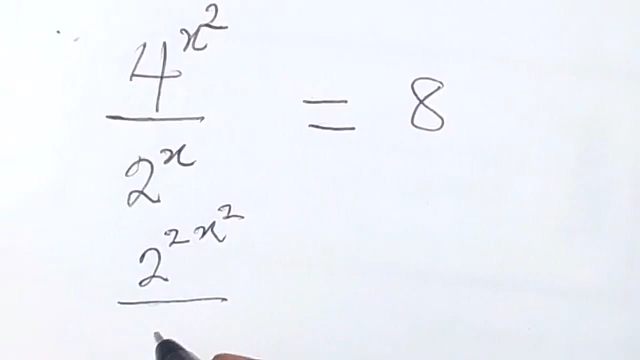 4^{x^2} / 2^x = 8
2^{2x^2} /